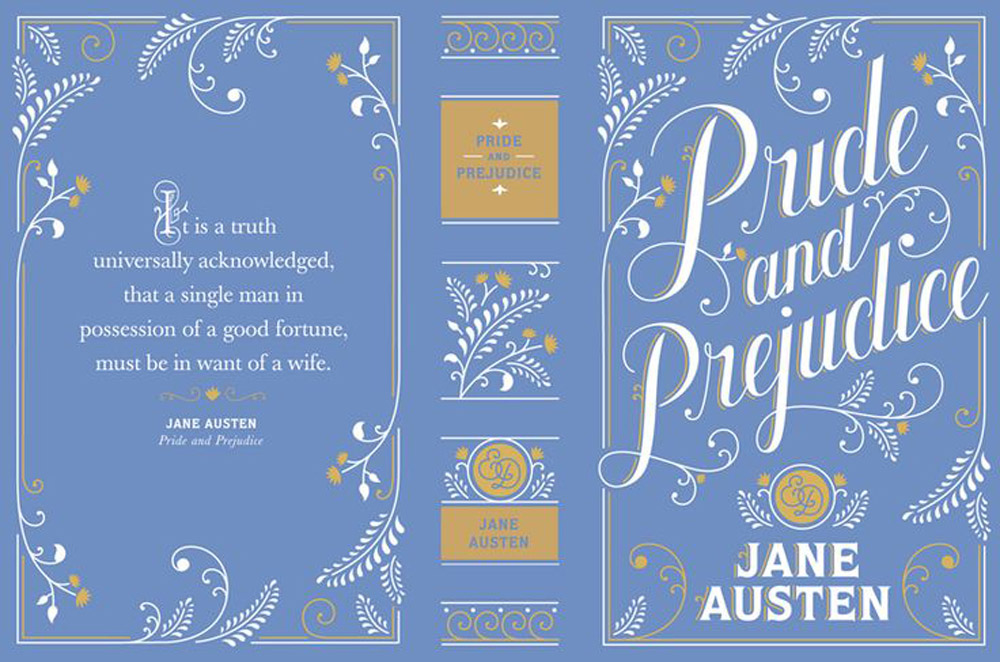 It is a truth
universally acknowledged,
that a single man in
possession of a good fortune,
must be in want of a wife.
JANE AUSTEN
Pride and Prejudice
PRIDE
AND
PREJUDICE
JANE
AUSTEN
Pride
and
Prejudice
JANE
AUSTEN